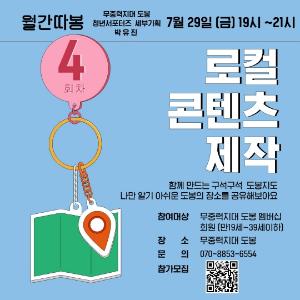 월간따봉
무중력지대 도봉
청년서포터즈 세부기획
박유진
7월 29일 (금) 19시 ~21시
4
회차
로컬
콘텐츠
제작
함께 만드는 구석구석 도봉지도
나만 알기 아쉬운 도봉의 장소를 공유해보아요
참여대상 무중력지대 도봉 멤버십
회원 (만19세~39세이하)
장 소 무중력지대 도봉
문 의 070-8853-6554
참가모집